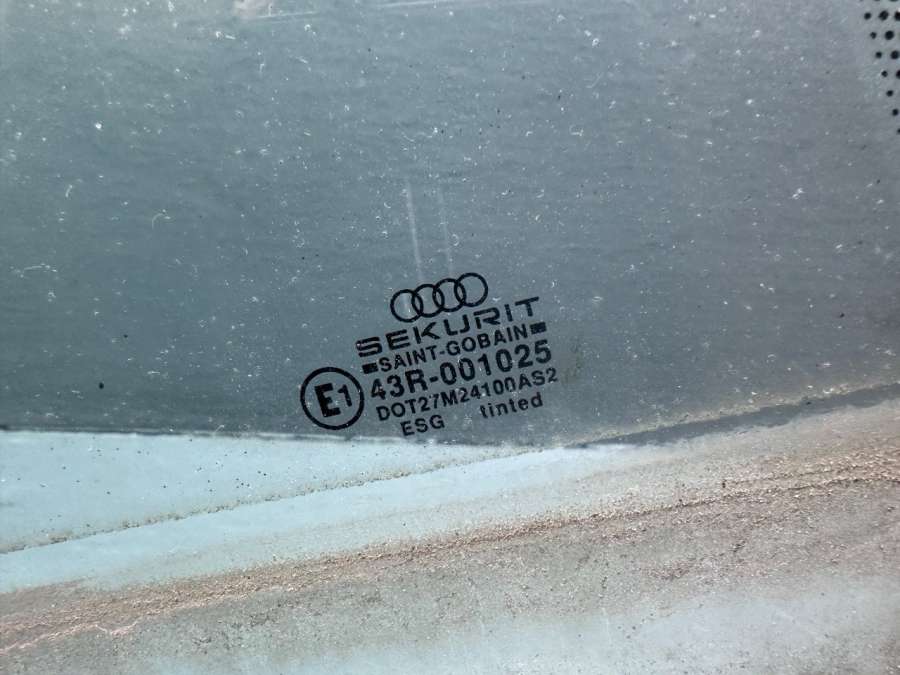 SEKURIT
SAINT-GOBAIN
E1
43R-001025
DOT27M24100AS2
ESG tinted